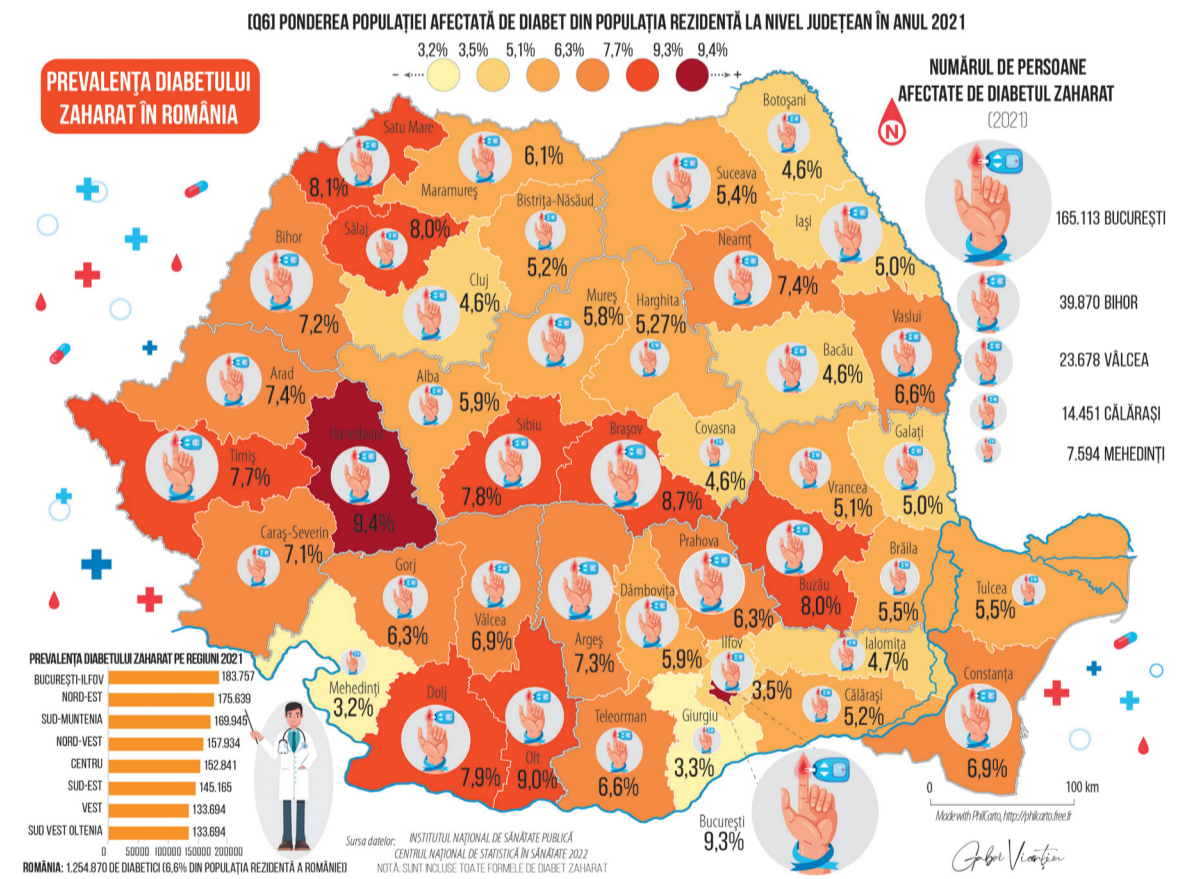 [Q6] PONDEREA POPULAȚIEI AFECTATĂ DE DIABET DIN POPULAȚIA REZIDENTĂ LA NIVEL JUDEȚEAN ÎN ANUL 2021
3,2% 3,5% 5,1% 6,3% 7,7% 9,3% 9,4%
- +
PREVALENȚA DIABETULUI
ZAHARAT ÎN ROMÂNIA
NUMĂRUL DE PERSOANE
AFECTATE DE DIABETUL ZAHARAT
(2021)
N
165.113 BUCUREȘTI
39.870 BIHOR
23.678 VÂLCEA
14.451 CĂLĂRAȘI
7.594 MEHEDINȚI
Satu Mare
8,1%
Maramureș
6,1%
Botoșani
4,6%
Suceava
5,4%
Bistrița-Năsăud
5,2%
Sălaj
8,0%
Iași
5,0%
Bihor
7,2%
Cluj
4,6%
Neamț
7,4%
Mureș
5,8%
Harghita
5,27%
Vaslui
6,6%
Bacău
4,6%
Arad
7,4%
Alba
5,9%
Hunedoara
9,4%
Timiș
7,7%
Sibiu
7,8%
Brașov
8,7%
Covasna
4,6%
Galați
5,0%
Vrancea
5,1%
Caraș-Severin
7,1%
Gorj
6,3%
Vâlcea
6,9%
Argeș
7,3%
Dâmbovița
5,9%
Prahova
6,3%
Buzău
8,0%
Brăila
5,5%
Tulcea
5,5%
Ilfov
3,5%
Ialomița
4,7%
Călărași
5,2%
Constanța
6,9%
Mehedinți
3,2%
Dolj
7,9%
Olt
9,0%
Teleorman
6,6%
Giurgiu
3,3%
București
9,3%
PREVALENȚA DIABETULUI ZAHARAT PE REGIUNI 2021
BUCUREȘTI-ILFOV 183.757
NORD-EST 175.639
SUD-MUNTENIA 169.945
NORD-VEST 157.934
CENTRU 152.841
SUD-EST 145.165
VEST 133.694
SUD VEST OLTENIA 133.694
0 50000 100000 150000 200000
ROMÂNIA: 1.254.870 DE DIABETICI (6,6% DIN POPULAȚIA REZIDENTĂ A ROMÂNIEI)
Sursa datelor: INSTITUTUL NAȚIONAL DE SĂNĂTATE PUBLICĂ
CENTRUL NAȚIONAL DE STATISTICĂ ÎN SĂNĂTATE 2022
NOTĂ: SUNT INCLUSE TOATE FORMELE DE DIABET ZAHARAT
0 100 km
Made with PhilCarto, http://philcarto.free.fr